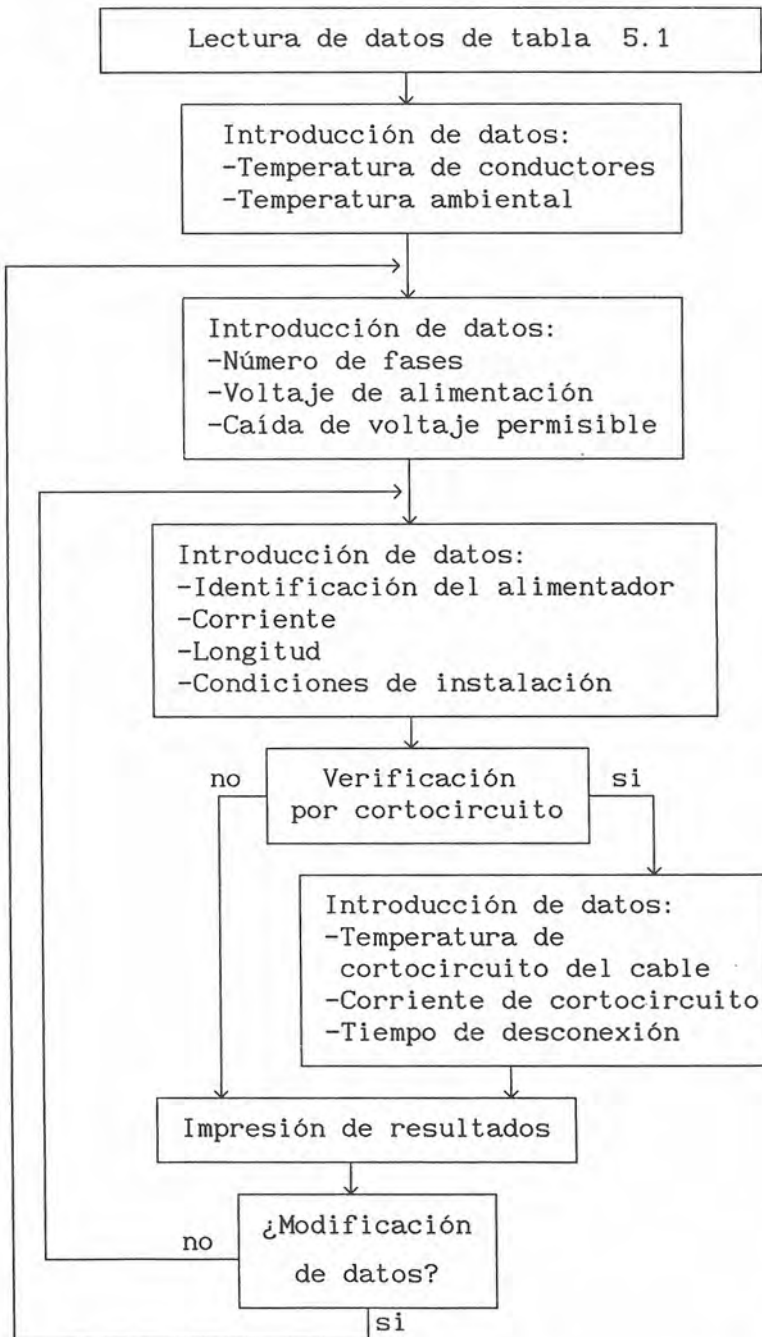 Lectura de datos de tabla 5.1
Introducción de datos:
-Temperatura de conductores
-Temperatura ambiental
Introducción de datos:
-Número de fases
-Voltaje de alimentación
-Caída de voltaje permisible
Introducción de datos:
-Identificación del alimentador
-Corriente
-Longitud
-Condiciones de instalación
no
Verificación
por cortocircuito
si
Introducción de datos:
-Temperatura de
cortocircuito del cable
-Corriente de cortocircuito
-Tiempo de desconexión
Impresión de resultados
no
¿Modificación
de datos?
si